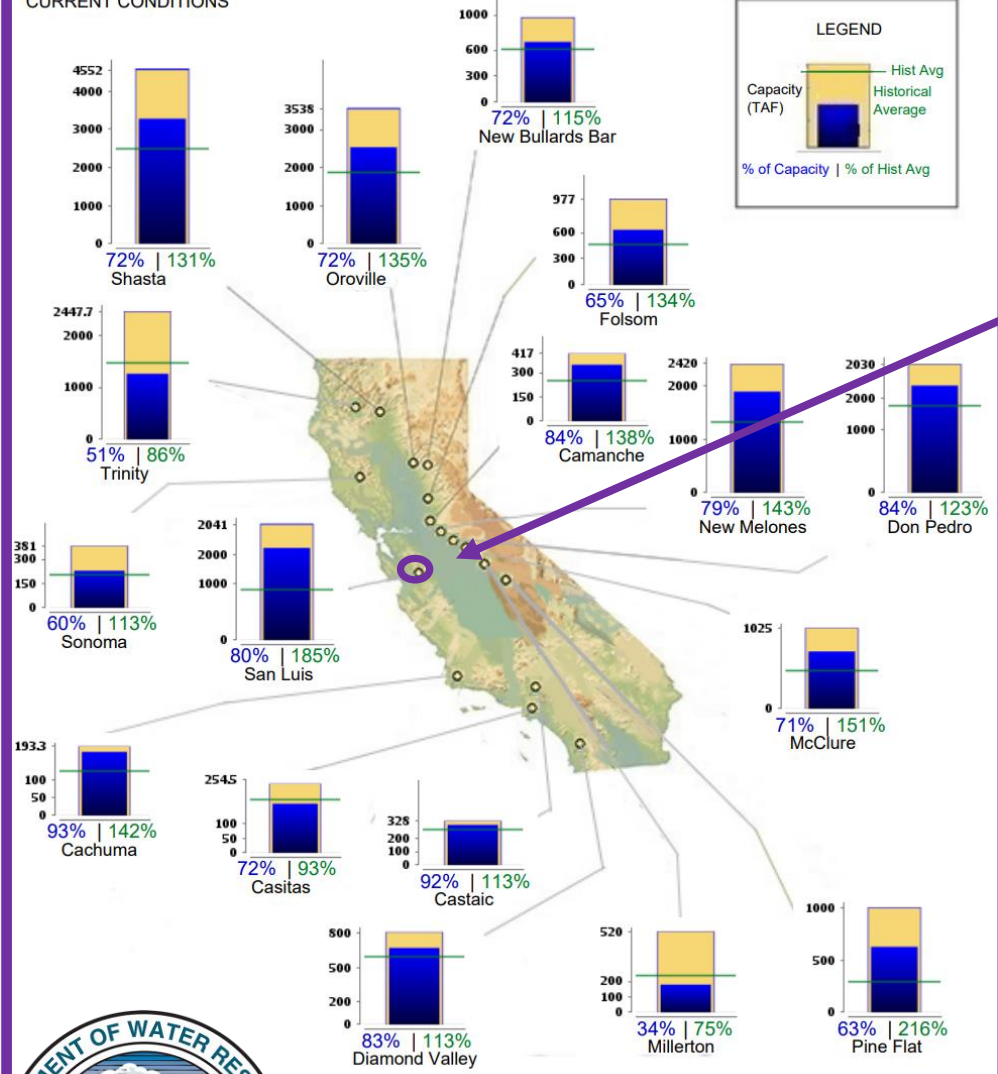 CURRENT CONDITIONS
1000
600
300
0
72% | 115%
New Bullards Bar
LEGEND
Hist Avg
Capacity
(TAF)
Historical
Average
% of Capacity | % of Hist Avg
4552
4000
3000
2000
1000
0
72% | 131%
Shasta
3538
3000
2000
1000
0
72% | 135%
Oroville
977
600
300
0
65% | 134%
Folsom
2447.7
2000
1000
0
51% | 86%
Trinity
417
300
150
0
84% | 138%
Camanche
2420
2000
1000
0
79% | 143%
New Melones
2030
2000
1000
0
84% | 123%
Don Pedro
381
300
150
0
60% | 113%
Sonoma
2041
2000
1000
0
80% | 185%
San Luis
1025
0
71% | 151%
McClure
193.3
100
50
0
93% | 142%
Cachuma
254.5
100
50
0
72% | 93%
Casitas
328
200
100
0
92% | 113%
Castaic
800
500
200
0
83% | 113%
Diamond Valley
520
200
100
0
34% | 75%
Millerton
1000
500
0
63% | 216%
Pine Flat
MENT OF WATER RES